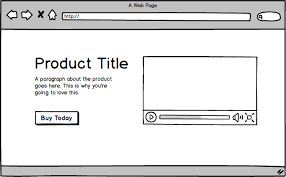 A Web Page
http://
Product Title
A paragraph about the product
goes here. This is why you're
going to love this.
Buy Today